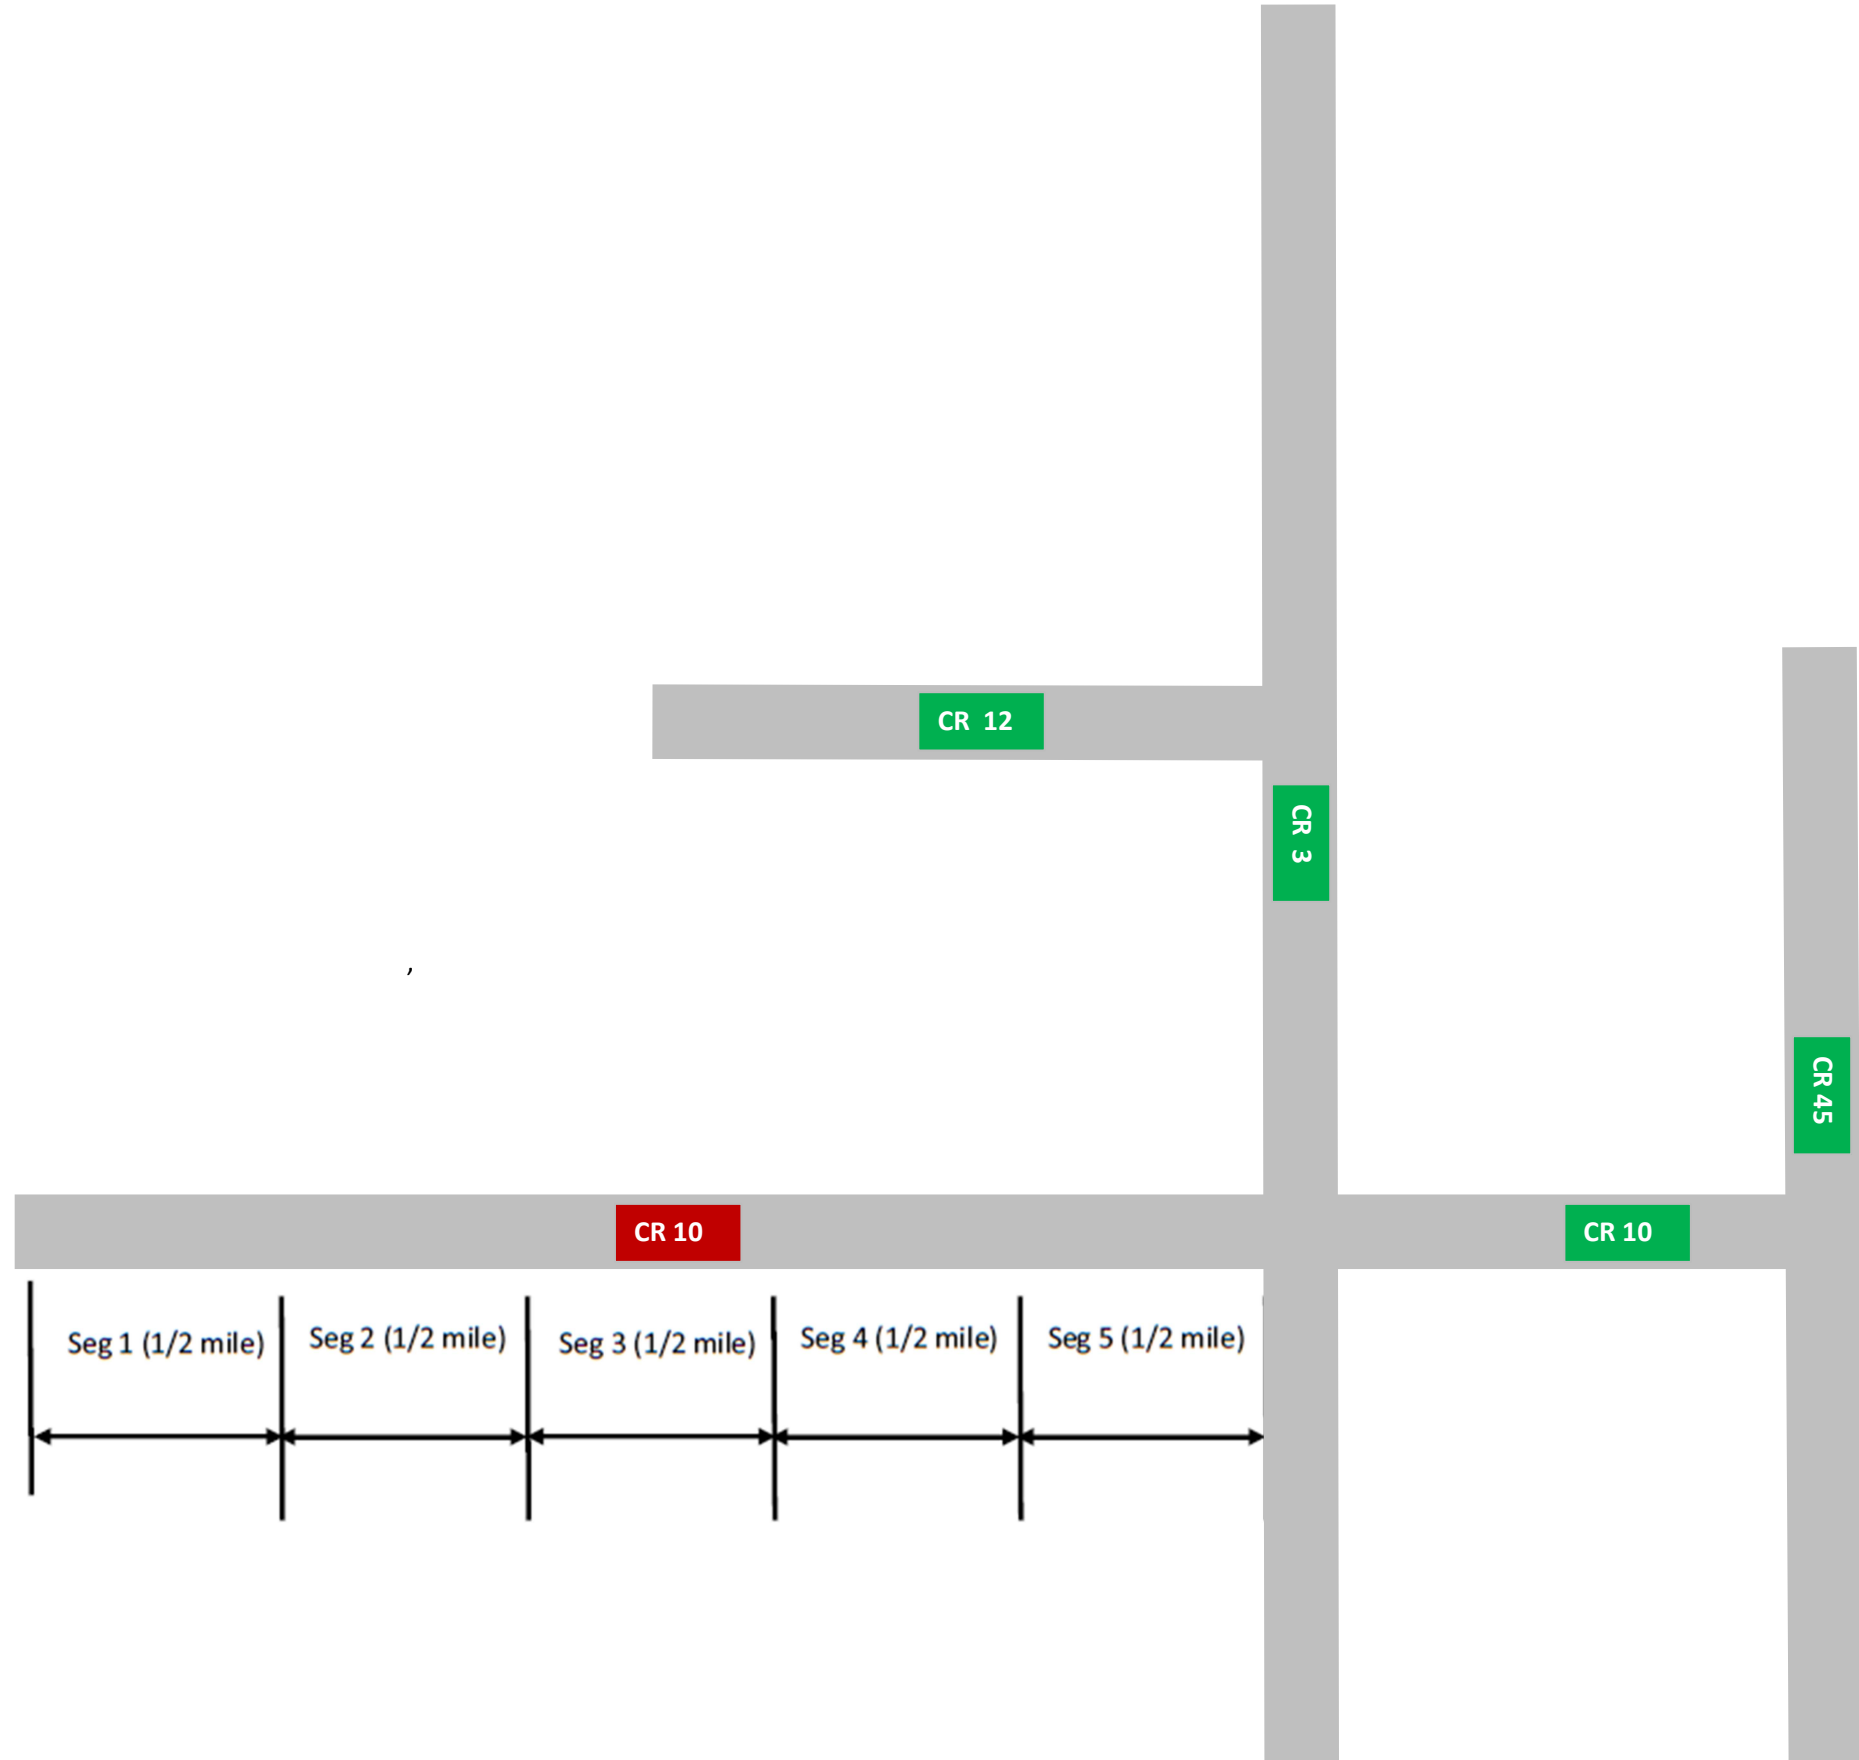 CR 12
CR 3
,
CR 45
CR 10
CR 10
Seg 1 (1/2 mile)
Seg 2 (1/2 mile)
Seg 3 (1/2 mile)
Seg 4 (1/2 mile)
Seg 5 (1/2 mile)